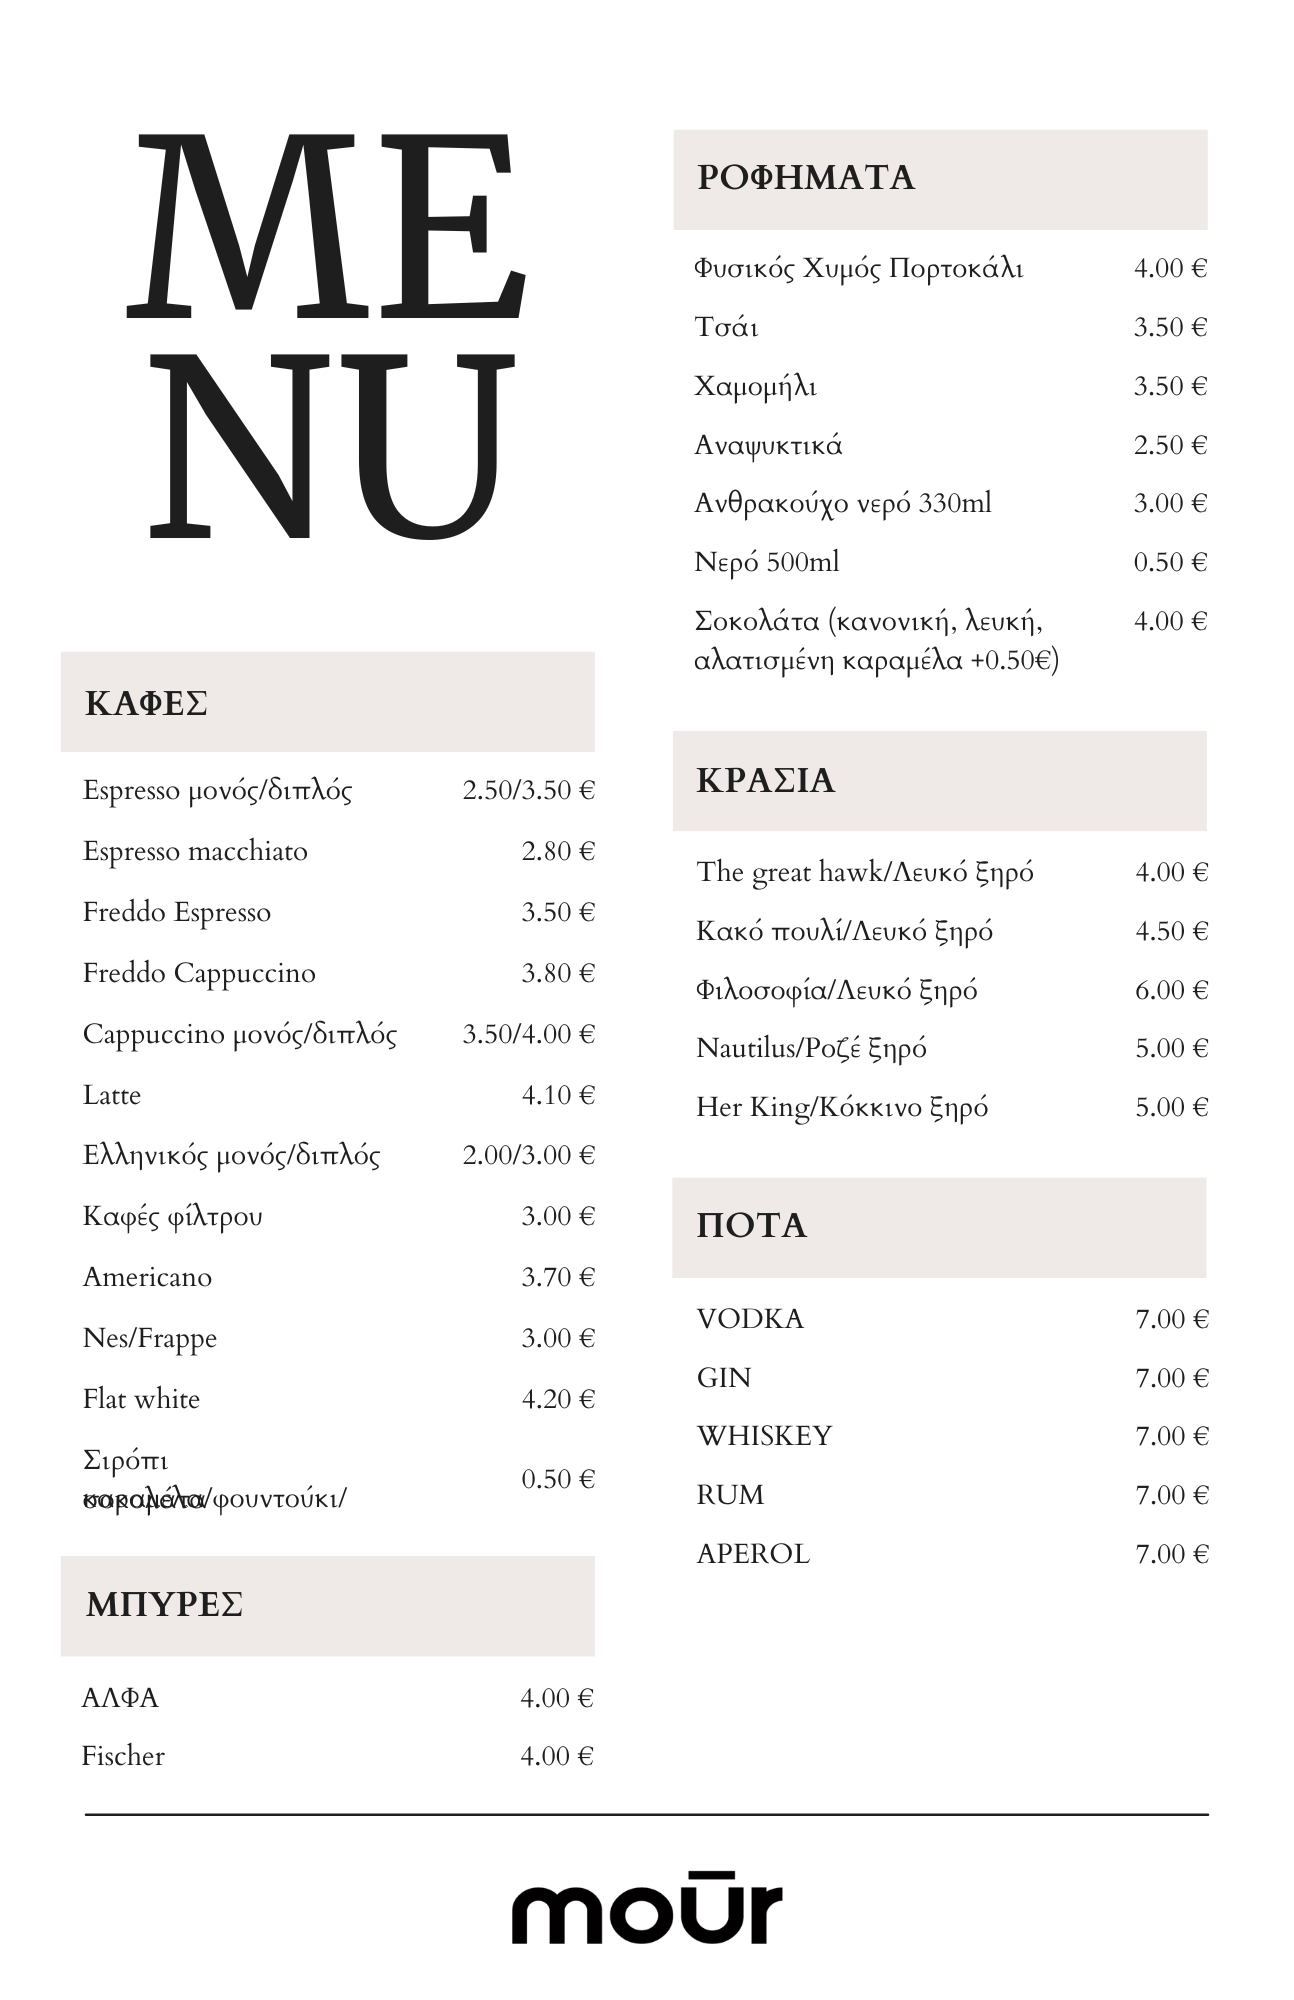 ME
NU
ΚΑΦΕΣ
Espresso μονός/διπλός 2.50/3.50 €
Espresso macchiato 2.80 €
Freddo Espresso 3.50 €
Freddo Cappuccino 3.80 €
Cappuccino μονός/διπλός 3.50/4.00 €
Latte 4.10 €
Ελληνικός μονός/διπλός 2.00/3.00 €
Καφές φίλτρου 3.00 €
Americano 3.70 €
Nes/Frappe 3.00 €
Flat white 4.20 €
Σιρόπι 0.50 €
/φουντούκι/
ΜΠΥΡΕΣ
ΑΛΦΑ 4.00 €
Fischer 4.00 €
ΡΟΦΗΜΑΤΑ
Φυσικός Χυμός Πορτοκάλι 4.00 €
Τσάι 3.50 €
Χαμομήλι 3.50 €
Αναψυκτικά 2.50 €
Ανθρακούχο νερό 330ml 3.00 €
Νερό 500ml 0.50 €
Σοκολάτα (κανονική, λευκή, 4.00 €
αλατισμένη καραμέλα +0.50€)
ΚΡΑΣΙΑ
The great hawk/Λευκό ξηρό 4.00 €
Κακό πουλί/Λευκό ξηρό 4.50 €
Φιλοσοφία/Λευκό ξηρό 6.00 €
Nautilus/Ροζέ ξηρό 5.00 €
Her King/Κόκκινο ξηρό 5.00 €
ΠΟΤΑ
VODKA 7.00 €
GIN 7.00 €
WHISKEY 7.00 €
RUM 7.00 €
APEROL 7.00 €
moūr